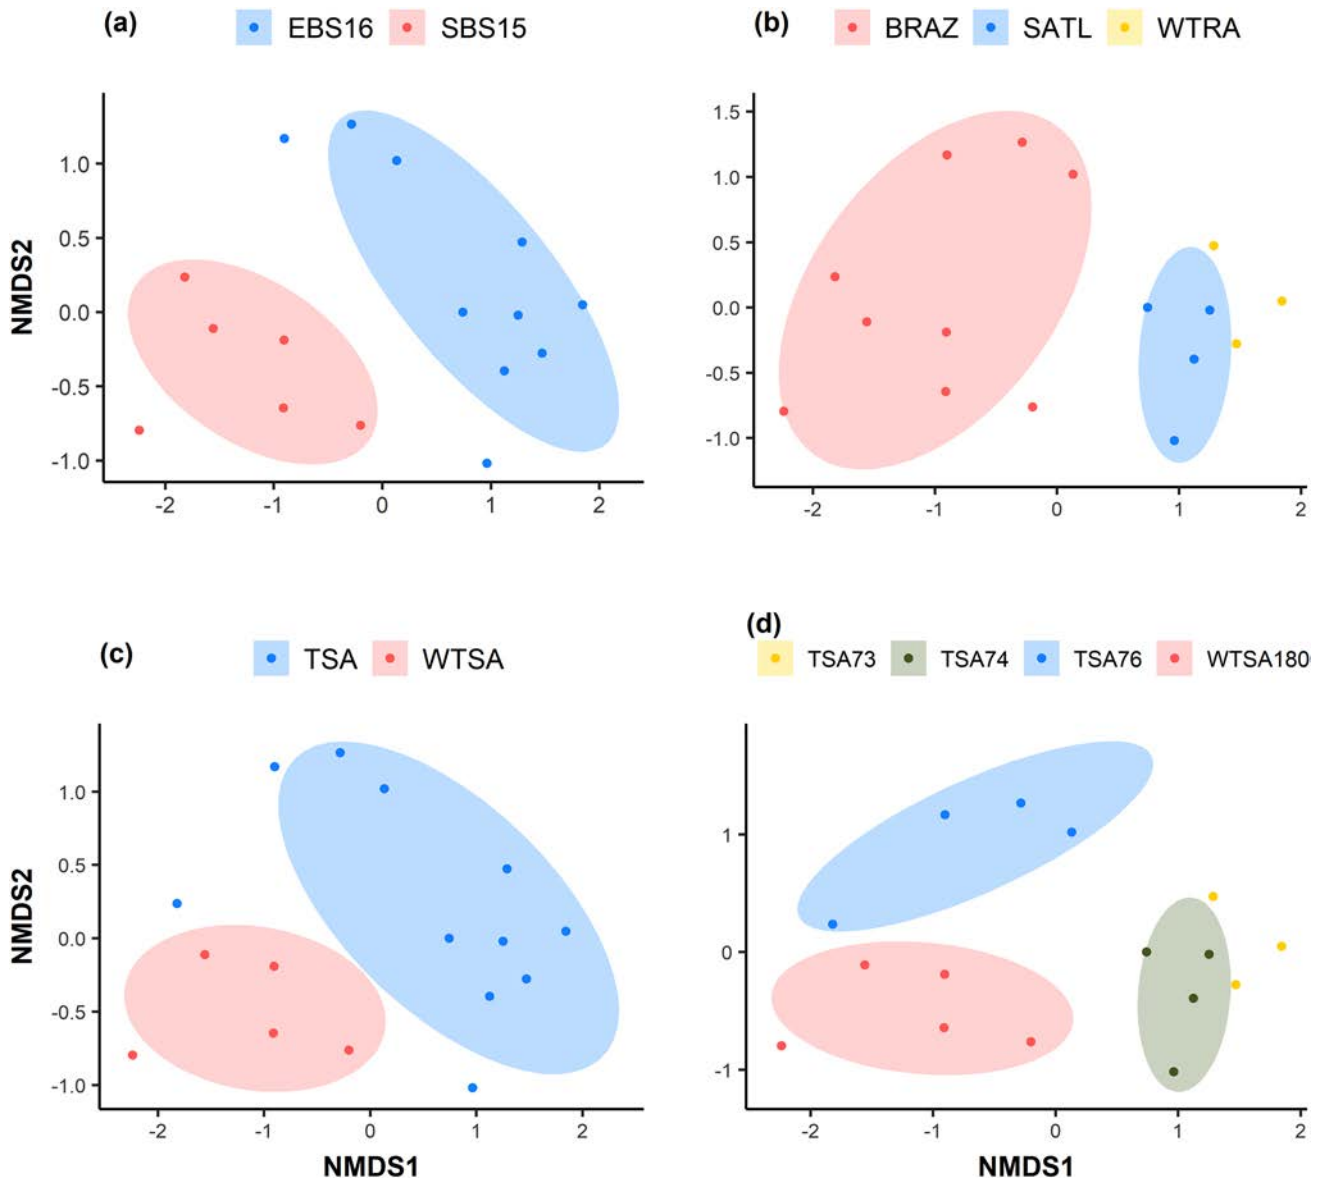 (a) EBS16 SBS15
(b) BRAZ SATL WTRA
NMDS2
1.0
0.5
0.0
-0.5
-1.0
-2 -1 0 1 2
1.5
1.0
0.5
0.0
-0.5
-1.0
-2 -1 0 1 2
(c) TSA WTSA
(d)
TSA73 TSA74 TSA76 WTSA180
NMDS2
1.0
0.5
0.0
-0.5
-1.0
-2 -1 0 1 2
NMDS1
1
0
-1
-2 -1 0 1 2
NMDS1